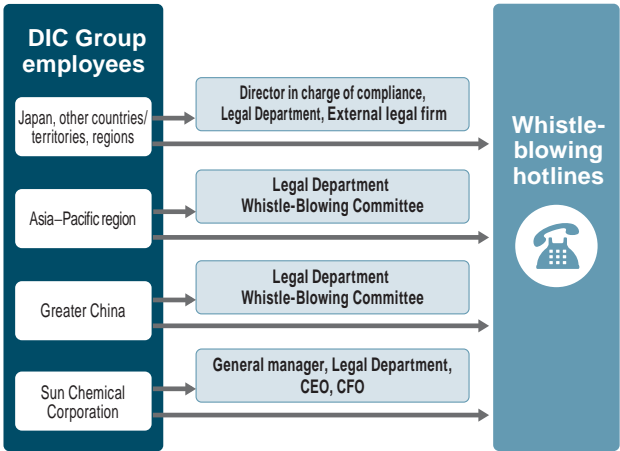 DIC Group
employees
Japan, other countries/
territories, regions
Director in charge of compliance,
Legal Department, External legal firm
Asia–Pacific region
Legal Department
Whistle-Blowing Committee
Greater China
Legal Department
Whistle-Blowing Committee
Sun Chemical
Corporation
General manager, Legal Department,
CEO, CFO
Whistle-
blowing
hotlines